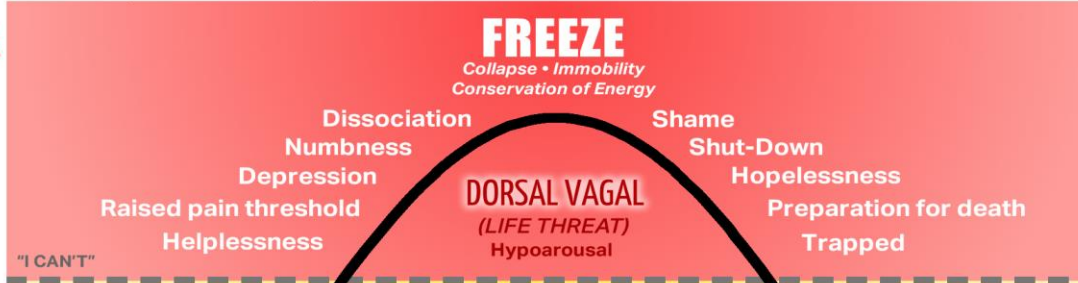 FREEZE
Collapse • Immobility
Conservation of Energy
Dissociation
Shame
Numbness
Shut-Down
Depression
Hopelessness
DORSAL VAGAL
Raised pain threshold
Preparation for death
(LIFE THREAT)
Helplessness
Trapped
Hypoarousal
"I CAN'T"